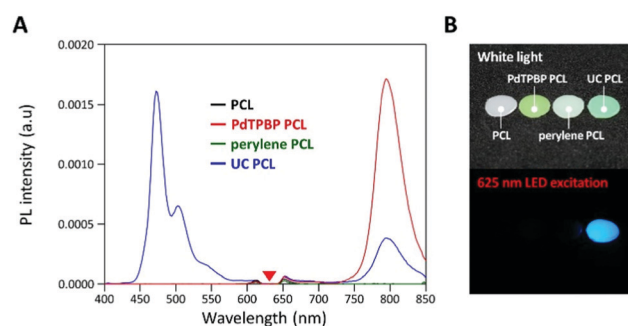 A
PL intensity (a.u)
0.0020
0.0015
0.0010
0.0005
0.0000
400 450 500 550 600 650 700 750 800 850
Wavelength (nm)
PCL
PdTPBP PCL
perylene PCL
UC PCL
B
White light
PdTPBP PCL UC PCL
PCL perylene PCL
625 nm LED excitation